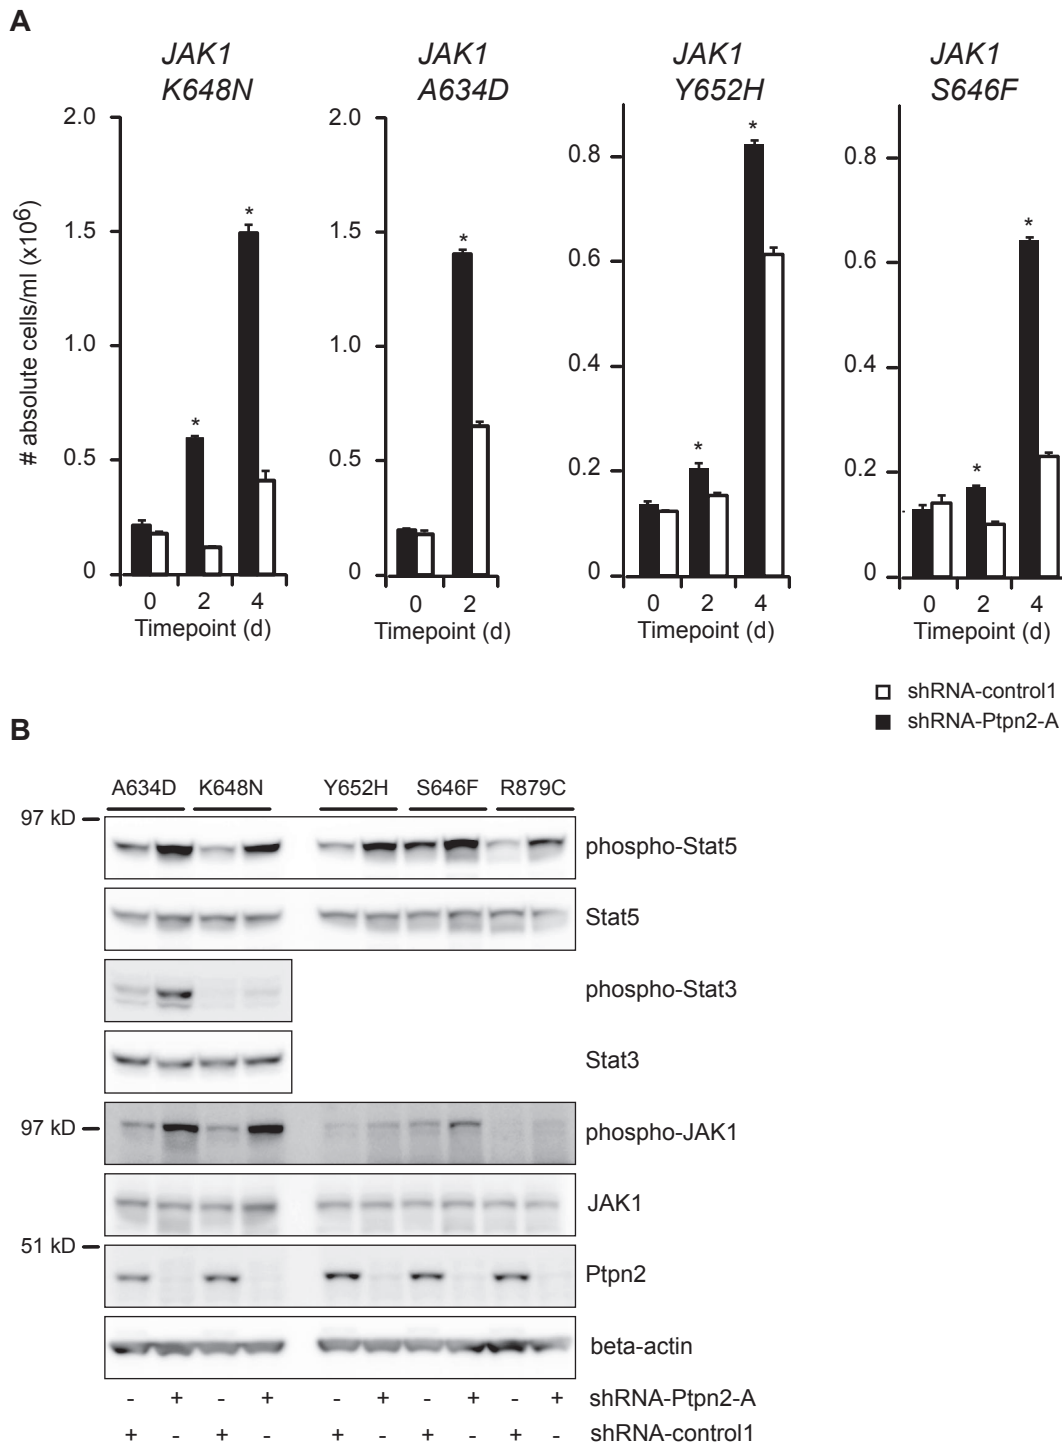 A
JAK1 K648N
JAK1 A634D
JAK1 Y652H
JAK1 S646F
# absolute cells/ml (x10⁶)
2.0
1.5
1.0
0.5
0
*
*
0 2 4
Timepoint (d)
2.0
1.5
1.0
0.5
0
*
0 2
Timepoint (d)
0.8
0.6
0.4
0.2
0
*
*
0 2 4
Timepoint (d)
0.8
0.6
0.4
0.2
0
*
*
0 2 4
Timepoint (d)
shRNA-control1
shRNA-Ptpn2-A
B
A634D K648N Y652H S646F R879C
97 kD
phospho-Stat5
Stat5
phospho-Stat3
Stat3
97 kD
phospho-JAK1
JAK1
51 kD
Ptpn2
beta-actin
- + - + - + - + - + shRNA-Ptpn2-A
+ - + - + - + - + - shRNA-control1